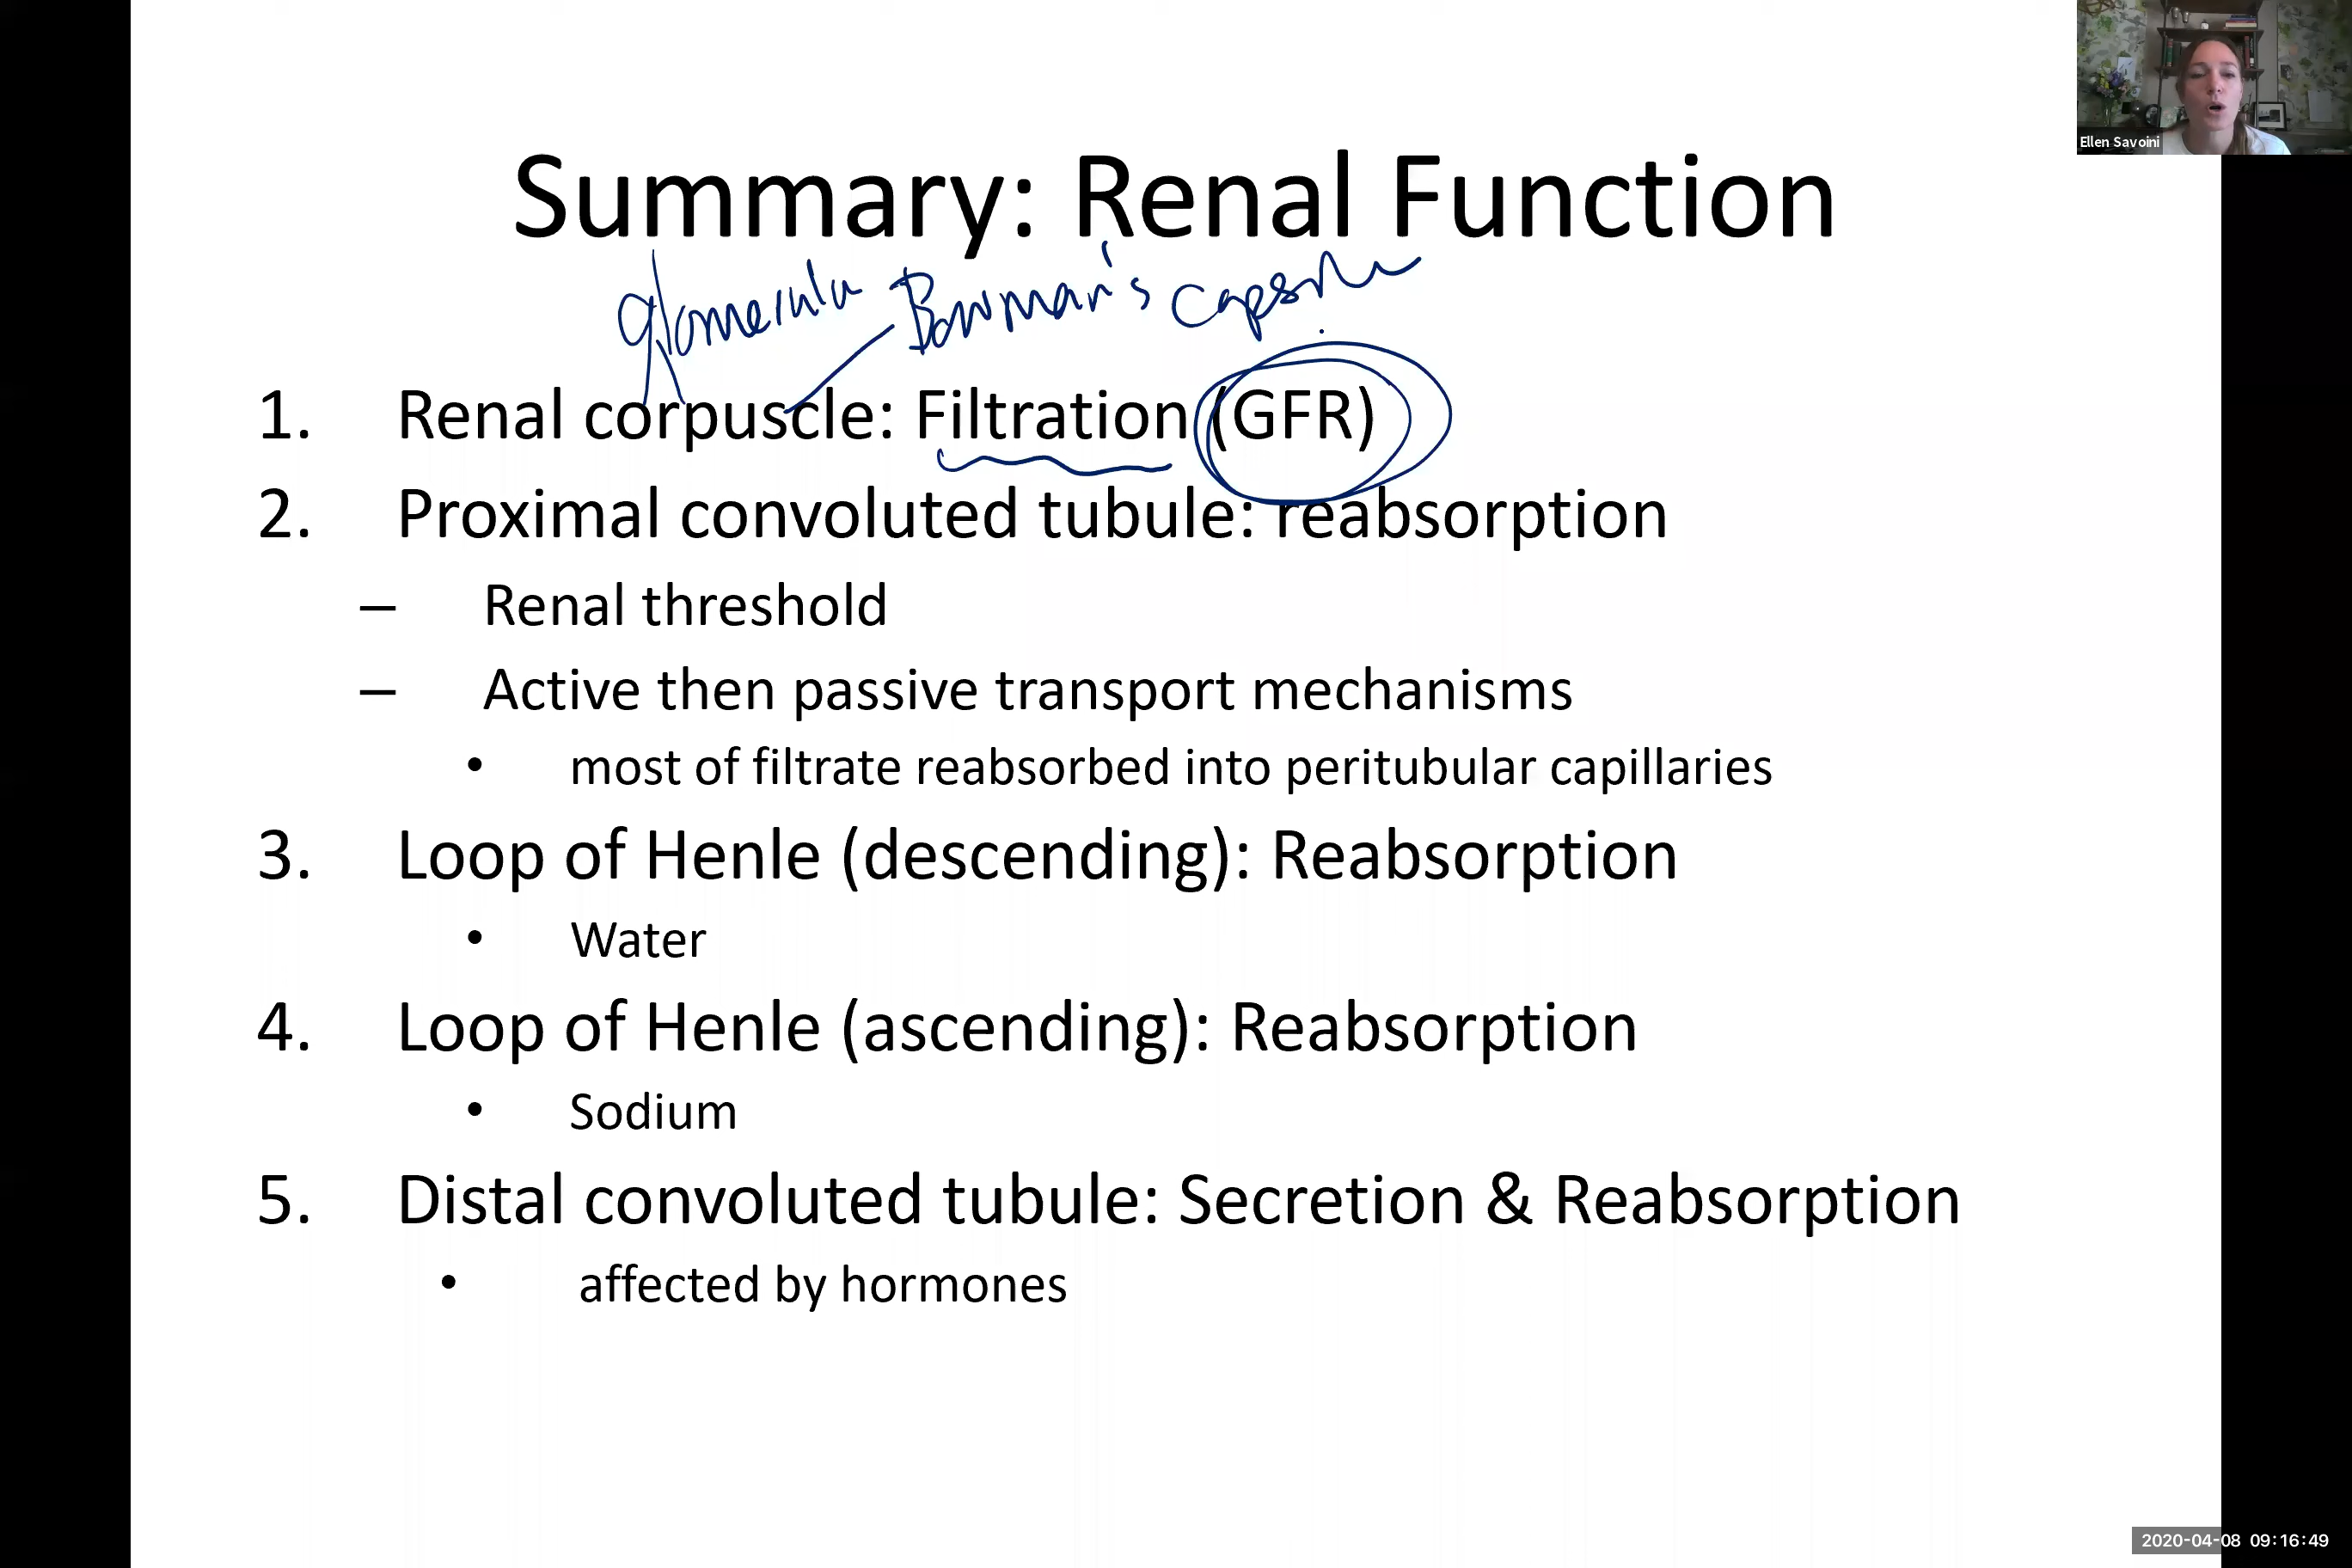 Ellen Savoini
Summary: Renal Function
Bowman's Capsule
1. Renal corpuscle: Filtration (GFR)
2. Proximal convoluted tubule: reabsorption
– Renal threshold
– Active then passive transport mechanisms
• most of filtrate reabsorbed into peritubular capillaries
3. Loop of Henle (descending): Reabsorption
• Water
4. Loop of Henle (ascending): Reabsorption
• Sodium
5. Distal convoluted tubule: Secretion & Reabsorption
• affected by hormones
2020-04-08 09:16:49